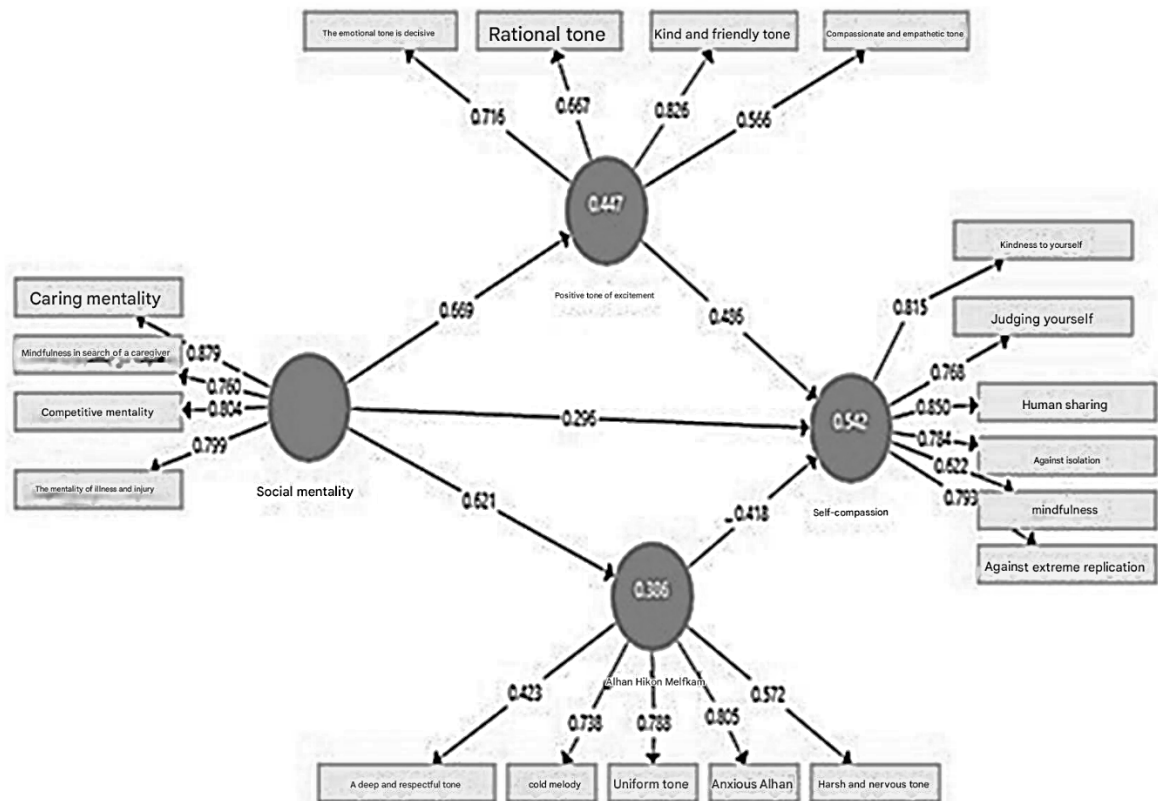 The emotional tone is decisive
Rational tone
Kind and friendly tone
Compassionate and empathetic tone
0.716
0.667
0.826
0.566
0.447
Positive tone of excitement
0.669
0.486
Caring mentality
Mindfulness in search of a caregiver
Competitive mentality
The mentality of illness and injury
0.879
0.760
0.804
0.799
Social mentality
0.296
0.621
-0.418
0.542
Self-compassion
0.815
0.768
0.850
0.784
0.622
0.793
Kindness to yourself
Judging yourself
Human sharing
Against isolation
mindfulness
Against extreme replication
0.386
Alhan Hikon Melfkam
0.423
0.738
0.788
0.805
0.572
A deep and respectful tone
cold melody
Uniform tone
Anxious Alhan
Harsh and nervous tone